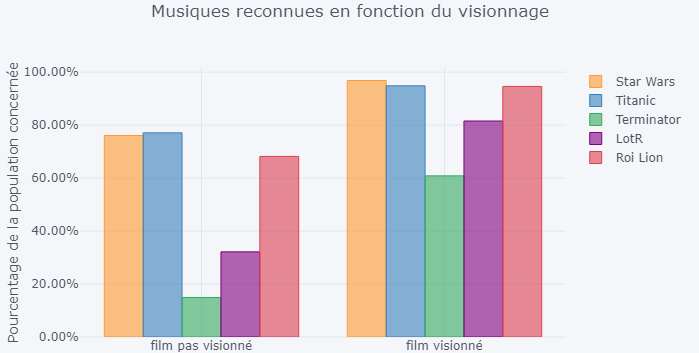 Musiques reconnues en fonction du visionnage
Pourcentage de la population concernée
100.00%
80.00%
60.00%
40.00%
20.00%
0.00%
film pas visionné
film visionné
Star Wars
Titanic
Terminator
LotR
Roi Lion